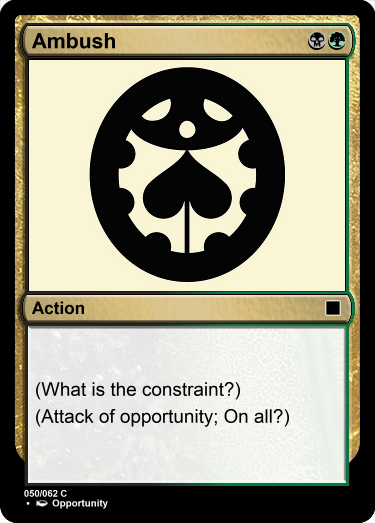 Ambush
Action
(What is the constraint?)
(Attack of opportunity; On all?)
050/062 C
• Opportunity